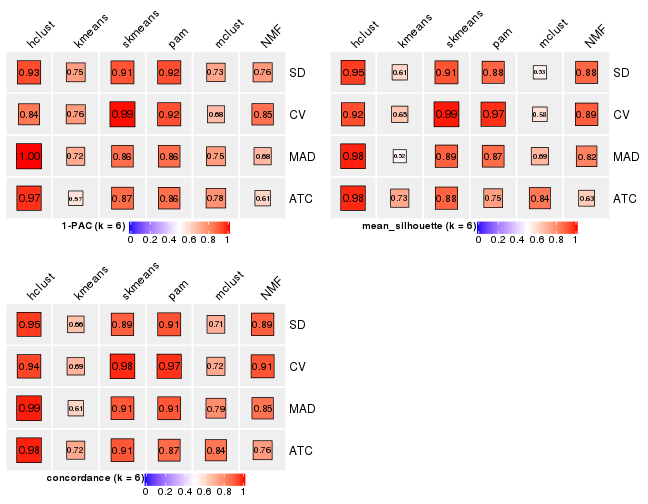 hclust kmeans skmeans pam mclust NMF
0.93 0.75 0.91 0.92 0.73 0.76 SD
0.84 0.76 0.99 0.92 0.68 0.85 CV
1.00 0.72 0.86 0.86 0.75 0.68 MAD
0.97 0.57 0.87 0.86 0.78 0.61 ATC
1-PAC (k = 6)
0 0.2 0.4 0.6 0.8 1
hclust kmeans skmeans pam mclust NMF
0.95 0.61 0.91 0.88 0.53 0.88 SD
0.92 0.65 0.99 0.97 0.58 0.89 CV
0.98 0.52 0.89 0.87 0.69 0.82 MAD
0.98 0.73 0.88 0.75 0.84 0.63 ATC
mean_silhouette (k = 6)
0 0.2 0.4 0.6 0.8 1
hclust kmeans skmeans pam mclust NMF
0.95 0.66 0.89 0.91 0.71 0.89 SD
0.94 0.69 0.98 0.97 0.72 0.91 CV
0.99 0.61 0.91 0.91 0.79 0.85 MAD
0.98 0.72 0.91 0.87 0.84 0.76 ATC
concordance (k = 6)
0 0.2 0.4 0.6 0.8 1